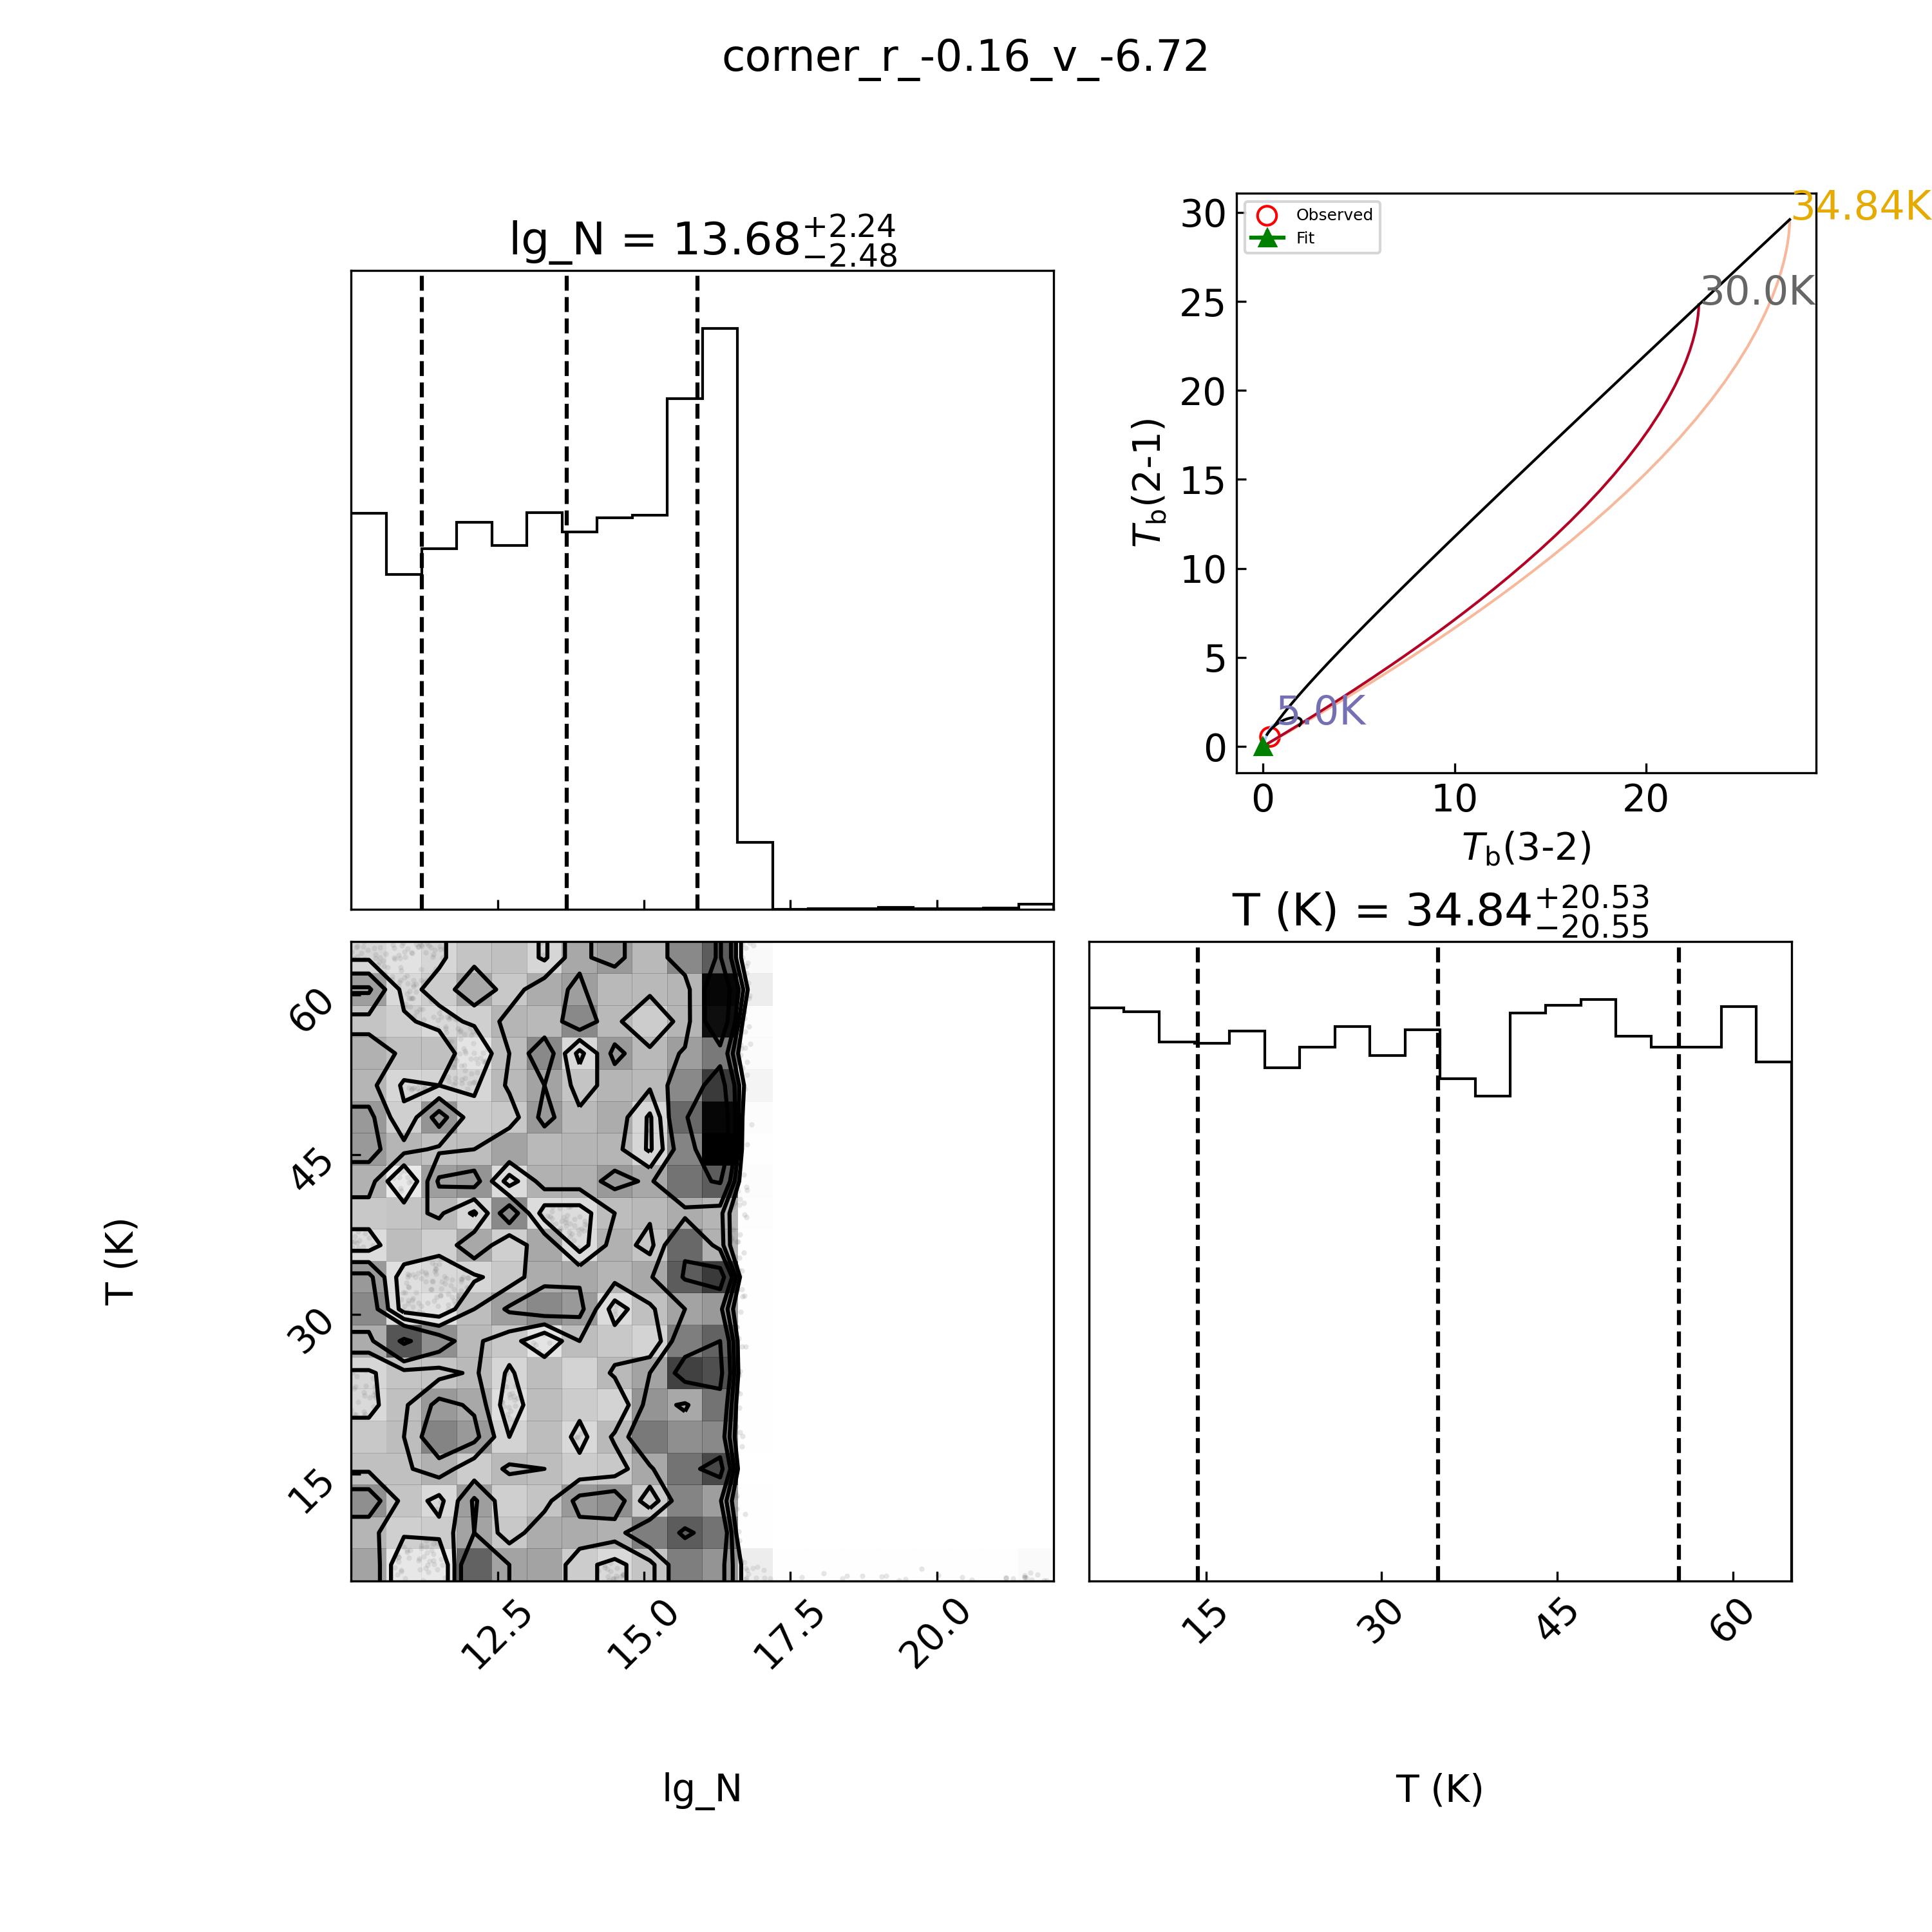 corner_r_-0.16_v_-6.72
lg_N = 13.68+2.24−2.48
34.84K
30
Observed
Fit
30.0K
25
20
Tb(2-1)
15
10
5
5.0K
0
0 10 20
Tb(3-2)
T (K) = 34.84+20.53−20.55
60
45
T (K)
30
15
12.5 15.0 17.5 20.0
lg_N
15 30 45 60
T (K)